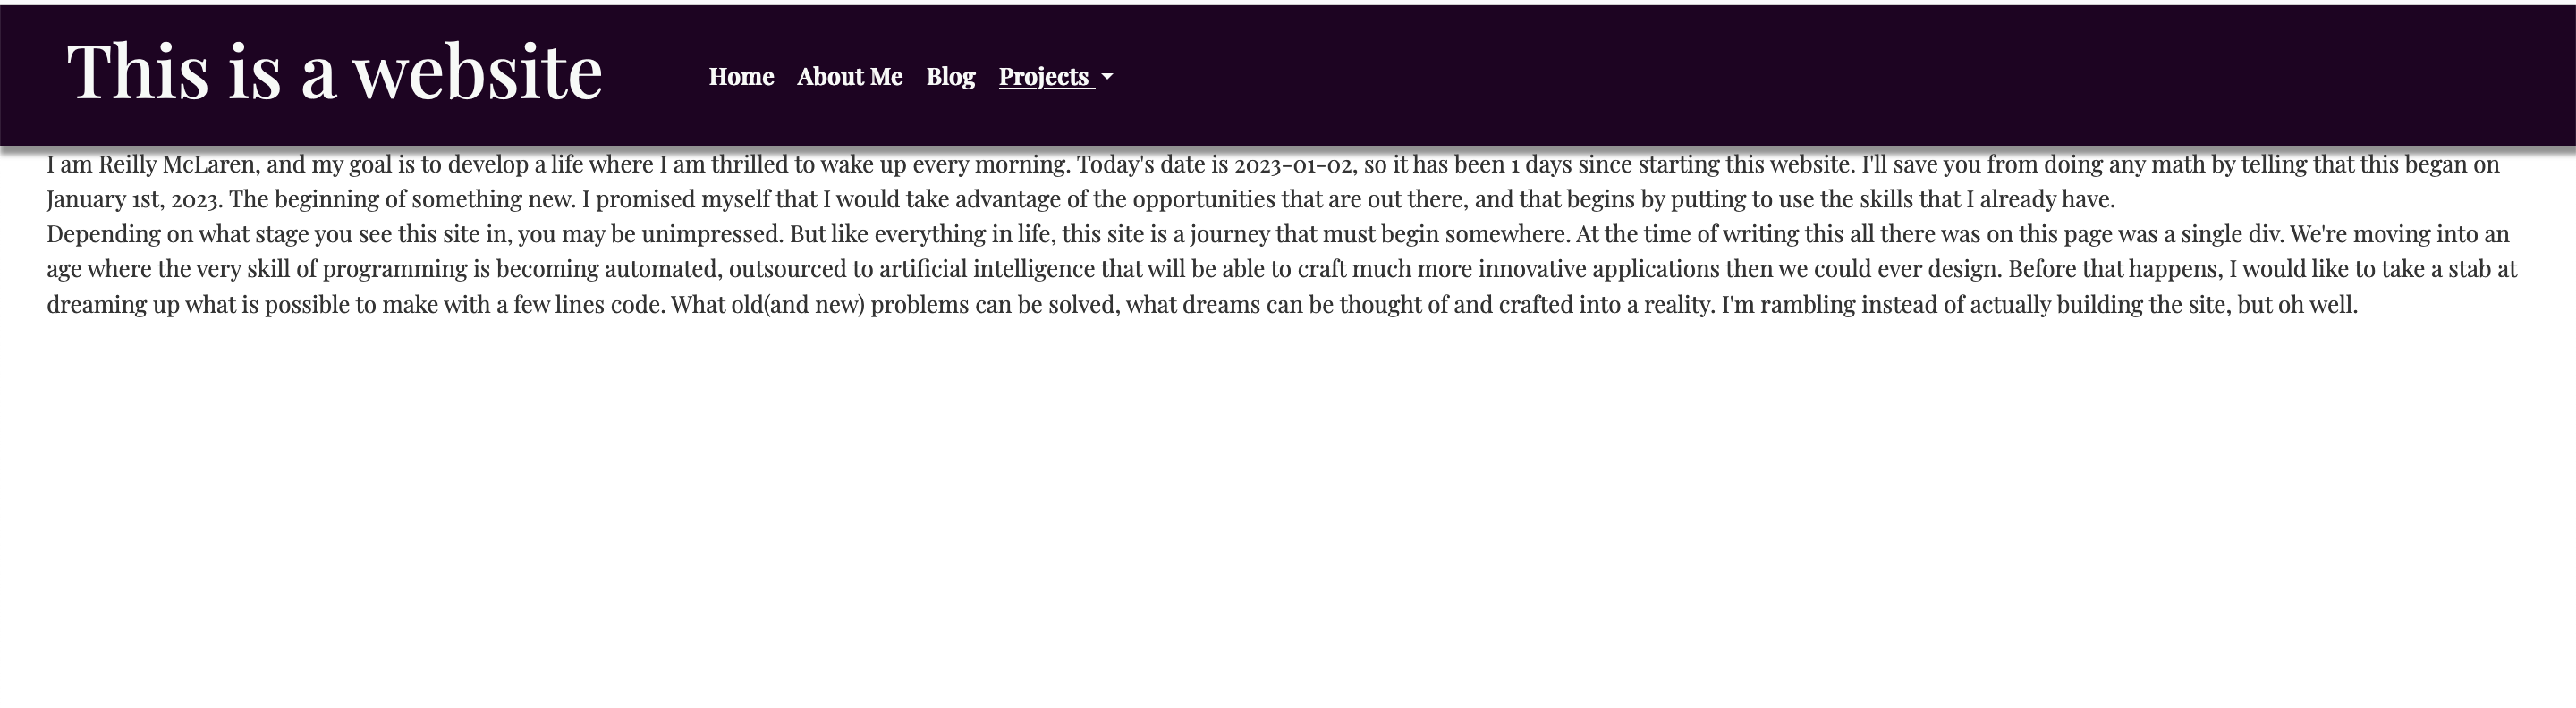 This is a website
Home About Me Blog Projects
I am Reilly McLaren, and my goal is to develop a life where I am thrilled to wake up every morning. Today's date is 2023-01-02, so it has been 1 days since starting this website. I'll save you from doing any math by telling that this began on
January 1st, 2023. The beginning of something new. I promised myself that I would take advantage of the opportunities that are out there, and that begins by putting to use the skills that I already have.
Depending on what stage you see this site in, you may be unimpressed. But like everything in life, this site is a journey that must begin somewhere. At the time of writing this all there was on this page was a single div. We're moving into an
age where the very skill of programming is becoming automated, outsourced to artificial intelligence that will be able to craft much more innovative applications then we could ever design. Before that happens, I would like to take a stab at
dreaming up what is possible to make with a few lines code. What old(and new) problems can be solved, what dreams can be thought of and crafted into a reality. I'm rambling instead of actually building the site, but oh well.